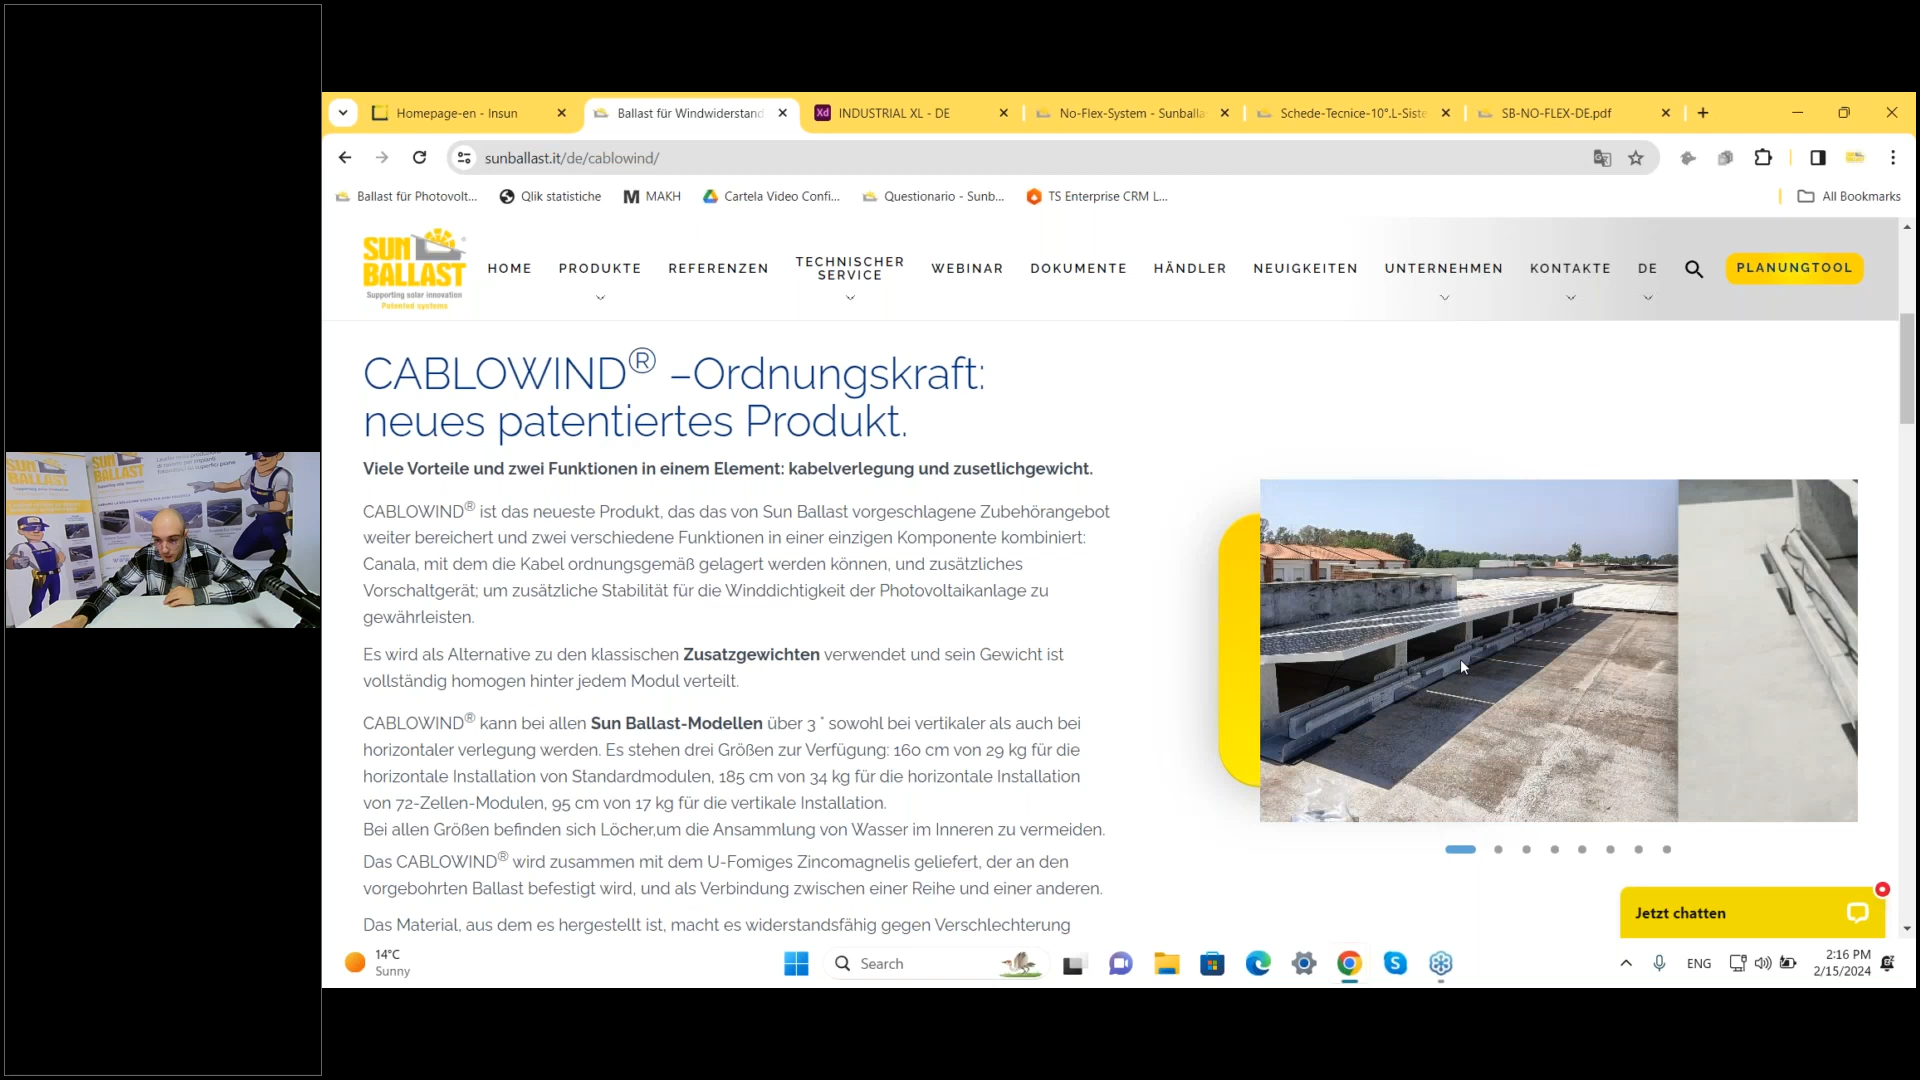 Homepage-en - Insun
Ballast für Windwiderstand
INDUSTRIAL XL - DE
No-Flex-System - Sunballa
Schede-Tecnice-10°.L-Siste
SB-NO-FLEX-DE.pdf
sunballast.it/de/cablowind/
Ballast für Photovolt...
Qlik statistiche
MAKH
Cartela Video Confi...
Questionario - Sunb...
TS Enterprise CRM L...
All Bookmarks
SUN
BALLAST
Supporting solar innovation
Patented systems
HOME
PRODUKTE
REFERENZEN
TECHNISCHER
SERVICE
WEBINAR
DOKUMENTE
HÄNDLER
NEUIGKEITEN
UNTERNEHMEN
KONTAKTE
DE
PLANUNGTOOL
CABLOWIND® –Ordnungskraft:
neues patentiertes Produkt.
Viele Vorteile und zwei Funktionen in einem Element: kabelverlegung und zusetlichgewicht.
CABLOWIND® ist das neueste Produkt, das das von Sun Ballast vorgeschlagene Zubehörangebot
weiter bereichert und zwei verschiedene Funktionen in einer einzigen Komponente kombiniert:
Canala, mit dem die Kabel ordnungsgemäß gelagert werden können, und zusätzliches
Vorschaltgerät; um zusätzliche Stabilität für die Winddichtigkeit der Photovoltaikanlage zu
gewährleisten.
Es wird als Alternative zu den klassischen Zusatzgewichten verwendet und sein Gewicht ist
vollständig homogen hinter jedem Modul verteilt.
CABLOWIND® kann bei allen Sun Ballast-Modellen über 3 ° sowohl bei vertikaler als auch bei
horizontaler verlegung werden. Es stehen drei Größen zur Verfügung: 160 cm von 29 kg für die
horizontale Installation von Standardmodulen, 185 cm von 34 kg für die horizontale Installation
von 72-Zellen-Modulen, 95 cm von 17 kg für die vertikale Installation.
Bei allen Größen befinden sich Löcher,um die Ansammlung von Wasser im Inneren zu vermeiden.
Das CABLOWIND® wird zusammen mit dem U-Fomiges Zincomagnelis geliefert, der an den
vorgebohrten Ballast befestigt wird, und als Verbindung zwischen einer Reihe und einer anderen.
Das Material, aus dem es hergestellt ist, macht es widerstandsfähig gegen Verschlechterung
Jetzt chatten
14°C
Sunny
Search
ENG
2:16 PM
2/15/2024
SUN
BALLAST
SUN
BALLAST